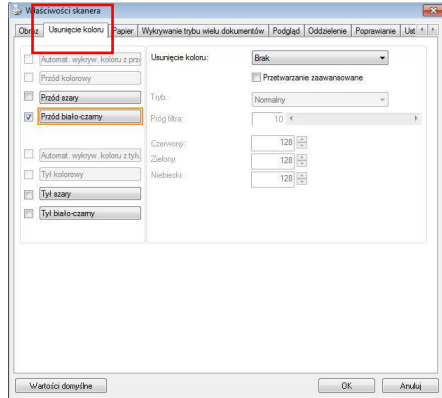 Właściwości skanera
Obraz Usunięcie koloru Papier Wykrywanie trybu wielu dokumentów Podgląd Oddzielenie Poprawianie Ust
Automat. wykryw. koloru z prz Usunięcie koloru: Brak
Przód kolorowy Przetwarzanie zaawansowane
Przód szary Tryb: Normalny
Przód biało-czarny Próg filtra: 10
Czerwony: 128
Automat. wykryw. koloru z tyłu Zielony: 128
Tył kolorowy Niebieski: 128
Tył szary
Tył biało-czarny
Wartości domyślne OK Anuluj